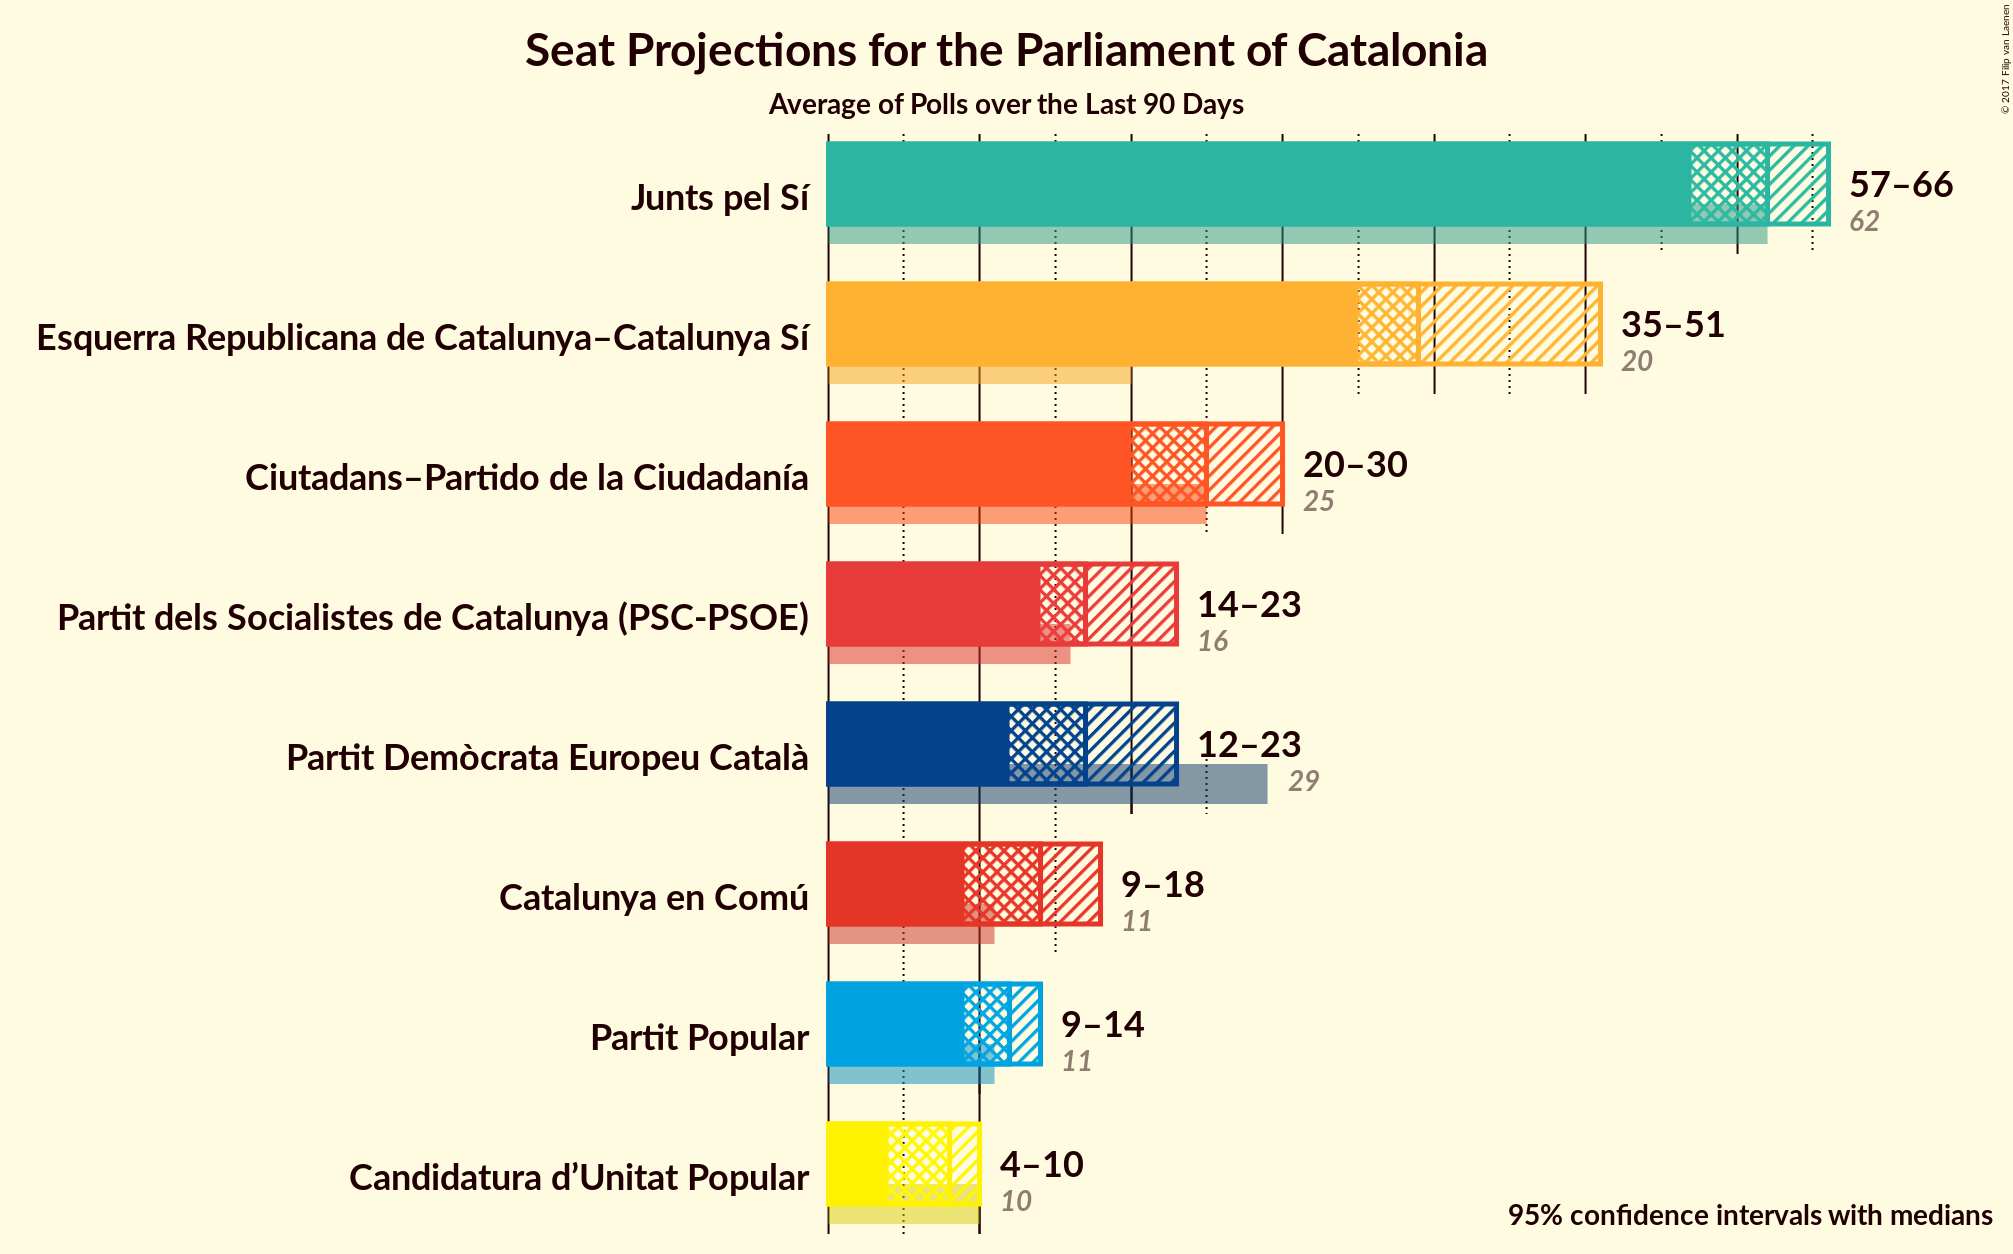 Seat Projections for the Parliament of Catalonia
Average of Polls over the Last 90 Days
© 2017 Filip van Laenen
Junts pel Sí
57–66
62
Esquerra Republicana de Catalunya–Catalunya Sí
35–51
20
Ciutadans–Partido de la Ciudadanía
20–30
25
Partit dels Socialistes de Catalunya (PSC-PSOE)
14–23
16
Partit Demòcrata Europeu Català
12–23
29
Catalunya en Comú
9–18
11
Partit Popular
9–14
11
Candidatura d’Unitat Popular
4–10
10
95% confidence intervals with medians